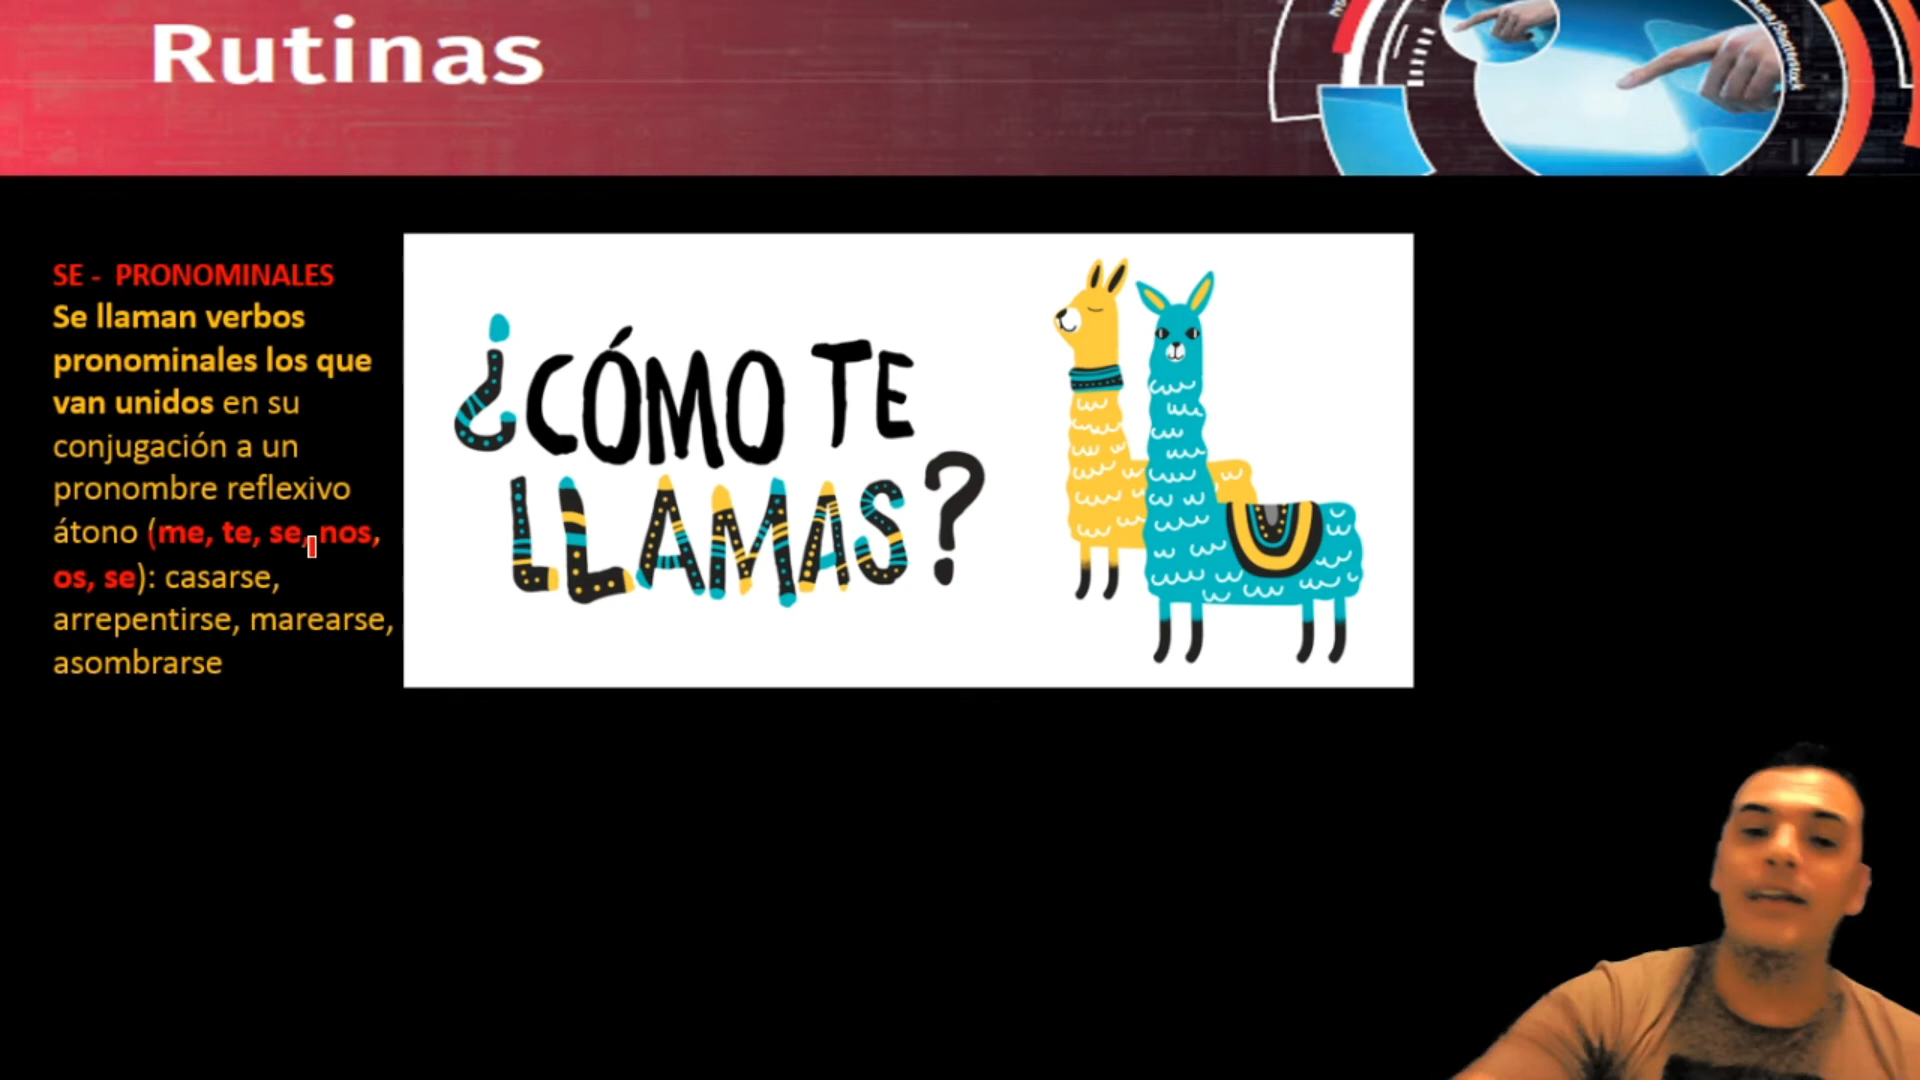 Rutinas
SE - PRONOMINALES
Se llaman verbos
pronominales los que
van unidos en su
conjugación a un
pronombre reflexivo
átono (me, te, se, nos,
os, se): casarse,
arrepentirse, marearse,
asombrarse
¿CÓMO TE
LLAMAS?